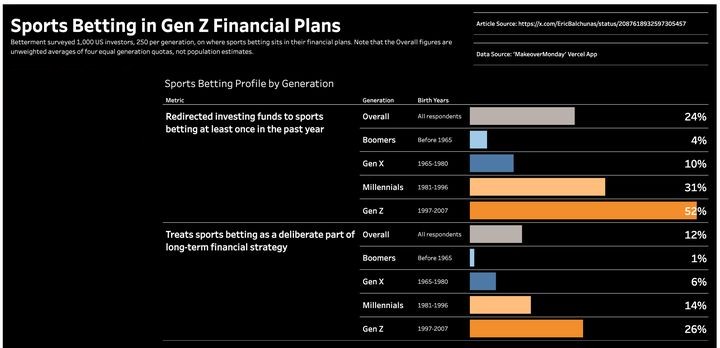 Sports Betting in Gen Z Financial Plans
Betterment surveyed 1,000 US investors, 250 per generation, on where sports betting sits in their financial plans. Note that the Overall figures are
unweighted averages of four equal generation quotas, not population estimates.
Article Source: https://x.com/EricBalchunas/status/2087618932597305457
Data Source: 'MakeoverMonday' Vercel App
Sports Betting Profile by Generation
Metric Generation Birth Years
Redirected investing funds to sports
betting at least once in the past year
Overall All respondents 24%
Boomers Before 1965 4%
Gen X 1965-1980 10%
Millennials 1981-1996 31%
Gen Z 1997-2007 52%
Treats sports betting as a deliberate part of
long-term financial strategy
Overall All respondents 12%
Boomers Before 1965 1%
Gen X 1965-1980 6%
Millennials 1981-1996 14%
Gen Z 1997-2007 26%